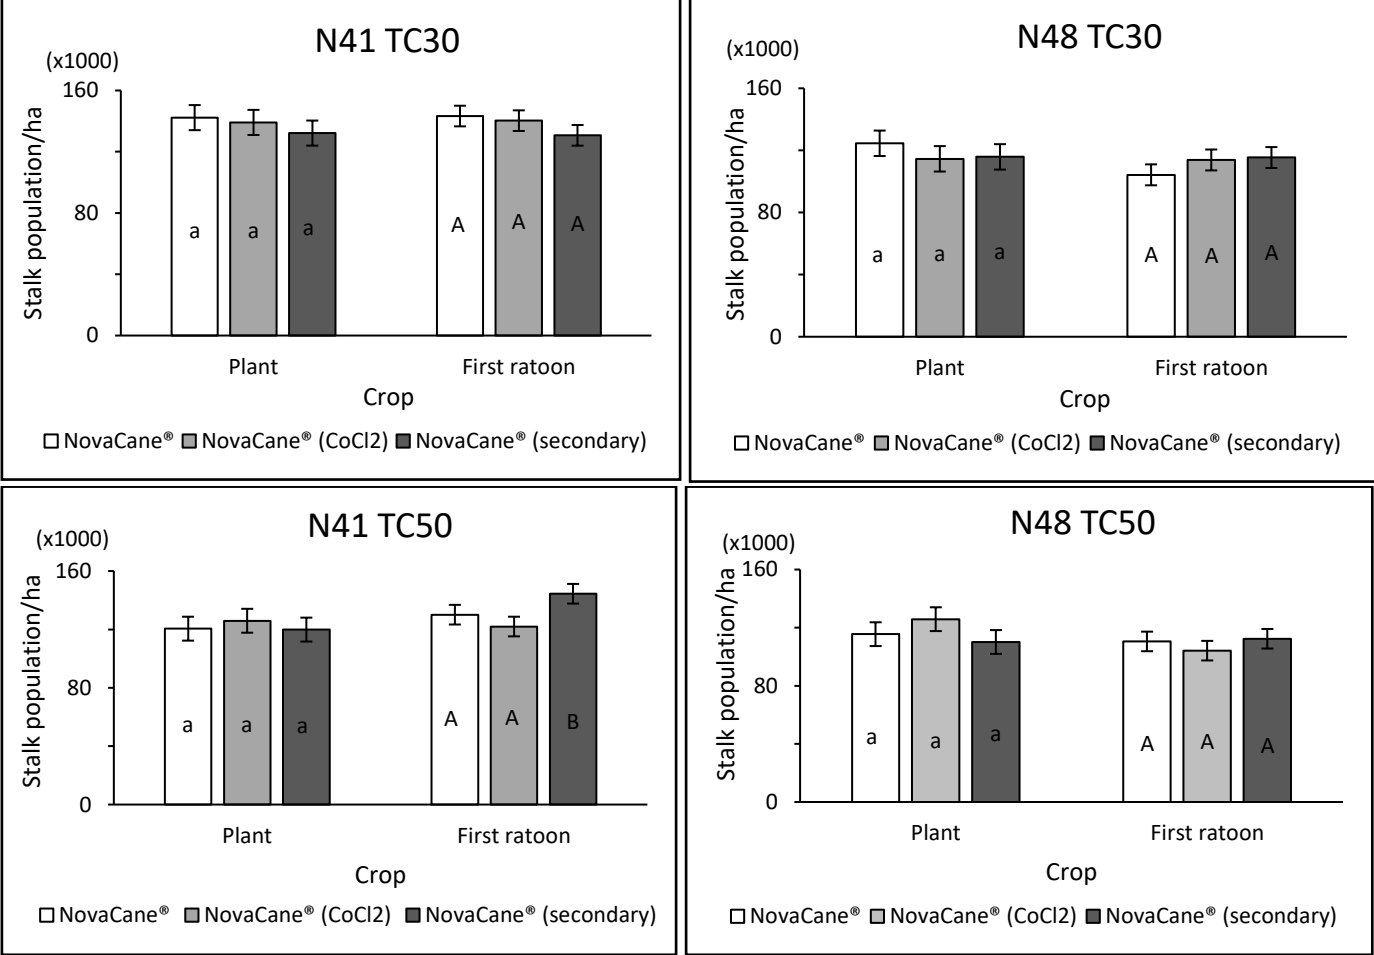 N41 TC30
(x1000)
160
80
0
Stalk population/ha
a a a A A A
Plant First ratoon
Crop
NovaCane® NovaCane® (CoCl2) NovaCane® (secondary)
N48 TC30
(x1000)
160
80
0
Stalk population/ha
a a a A A A
Plant First ratoon
Crop
NovaCane® NovaCane® (CoCl2) NovaCane® (secondary)
N41 TC50
(x1000)
160
80
0
Stalk population/ha
a a a A A B
Plant First ratoon
Crop
NovaCane® NovaCane® (CoCl2) NovaCane® (secondary)
N48 TC50
(x1000)
160
80
0
Stalk population/ha
a a a A A A
Plant First ratoon
Crop
NovaCane® NovaCane® (CoCl2) NovaCane® (secondary)